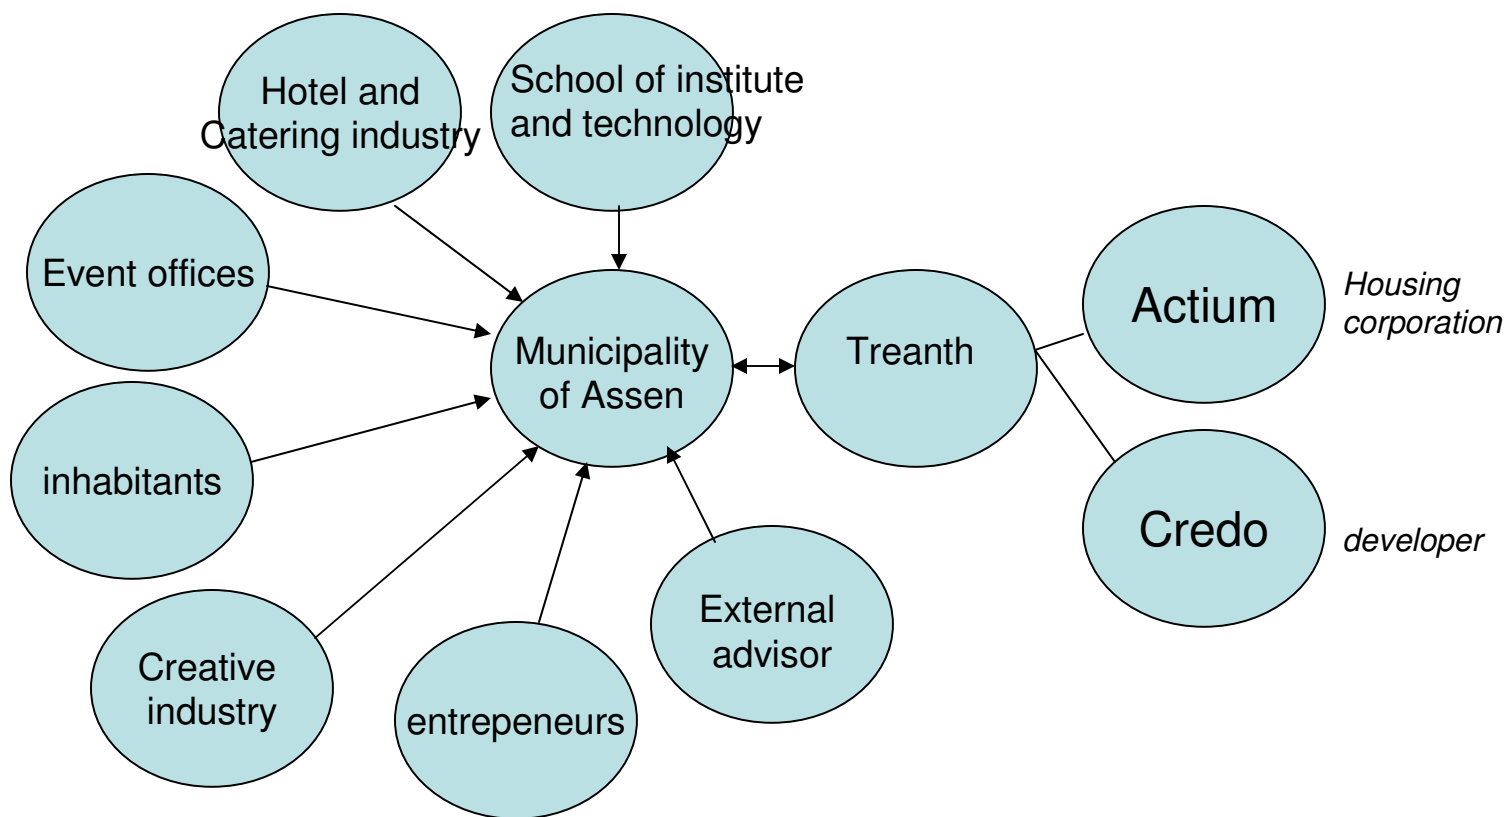 Hotel and
Catering industry
School of institute
and technology
Event offices
Municipality
of Assen
Treanth
Actium
Housing
corporation
inhabitants
Credo
developer
External
advisor
Creative
industry
entrepeneurs